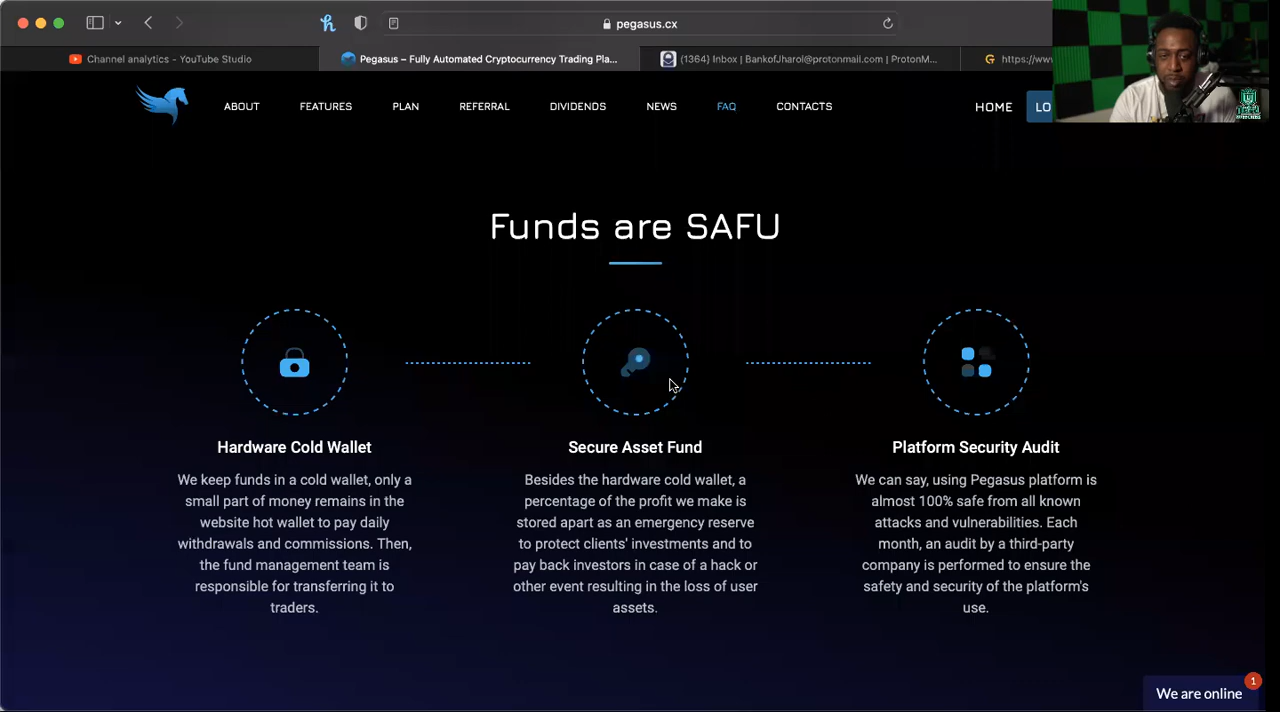 pegasus.cx
Channel analytics - YouTube Studio
Pegasus – Fully Automated Cryptocurrency Trading Pla...
(1364) Inbox | BankofJharol@protonmail.com | ProtonM...
https://www
ABOUT
FEATURES
PLAN
REFERRAL
DIVIDENDS
NEWS
FAQ
CONTACTS
HOME
LO
Funds are SAFU
Hardware Cold Wallet
We keep funds in a cold wallet, only a
small part of money remains in the
website hot wallet to pay daily
withdrawals and commissions. Then,
the fund management team is
responsible for transferring it to
traders.
Secure Asset Fund
Besides the hardware cold wallet, a
percentage of the profit we make is
stored apart as an emergency reserve
to protect clients' investments and to
pay back investors in case of a hack or
other event resulting in the loss of user
assets.
Platform Security Audit
We can say, using Pegasus platform is
almost 100% safe from all known
attacks and vulnerabilities. Each
month, an audit by a third-party
company is performed to ensure the
safety and security of the platform's
use.
We are online
1